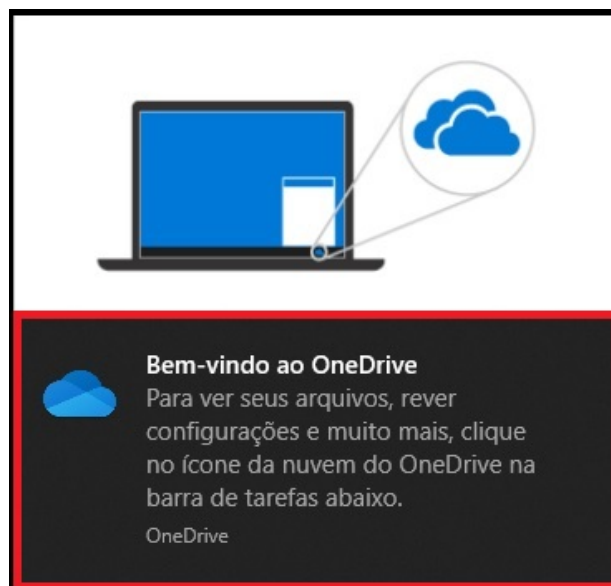 Bem-vindo ao OneDrive
Para ver seus arquivos, rever
configurações e muito mais, clique
no ícone da nuvem do OneDrive na
barra de tarefas abaixo.
OneDrive